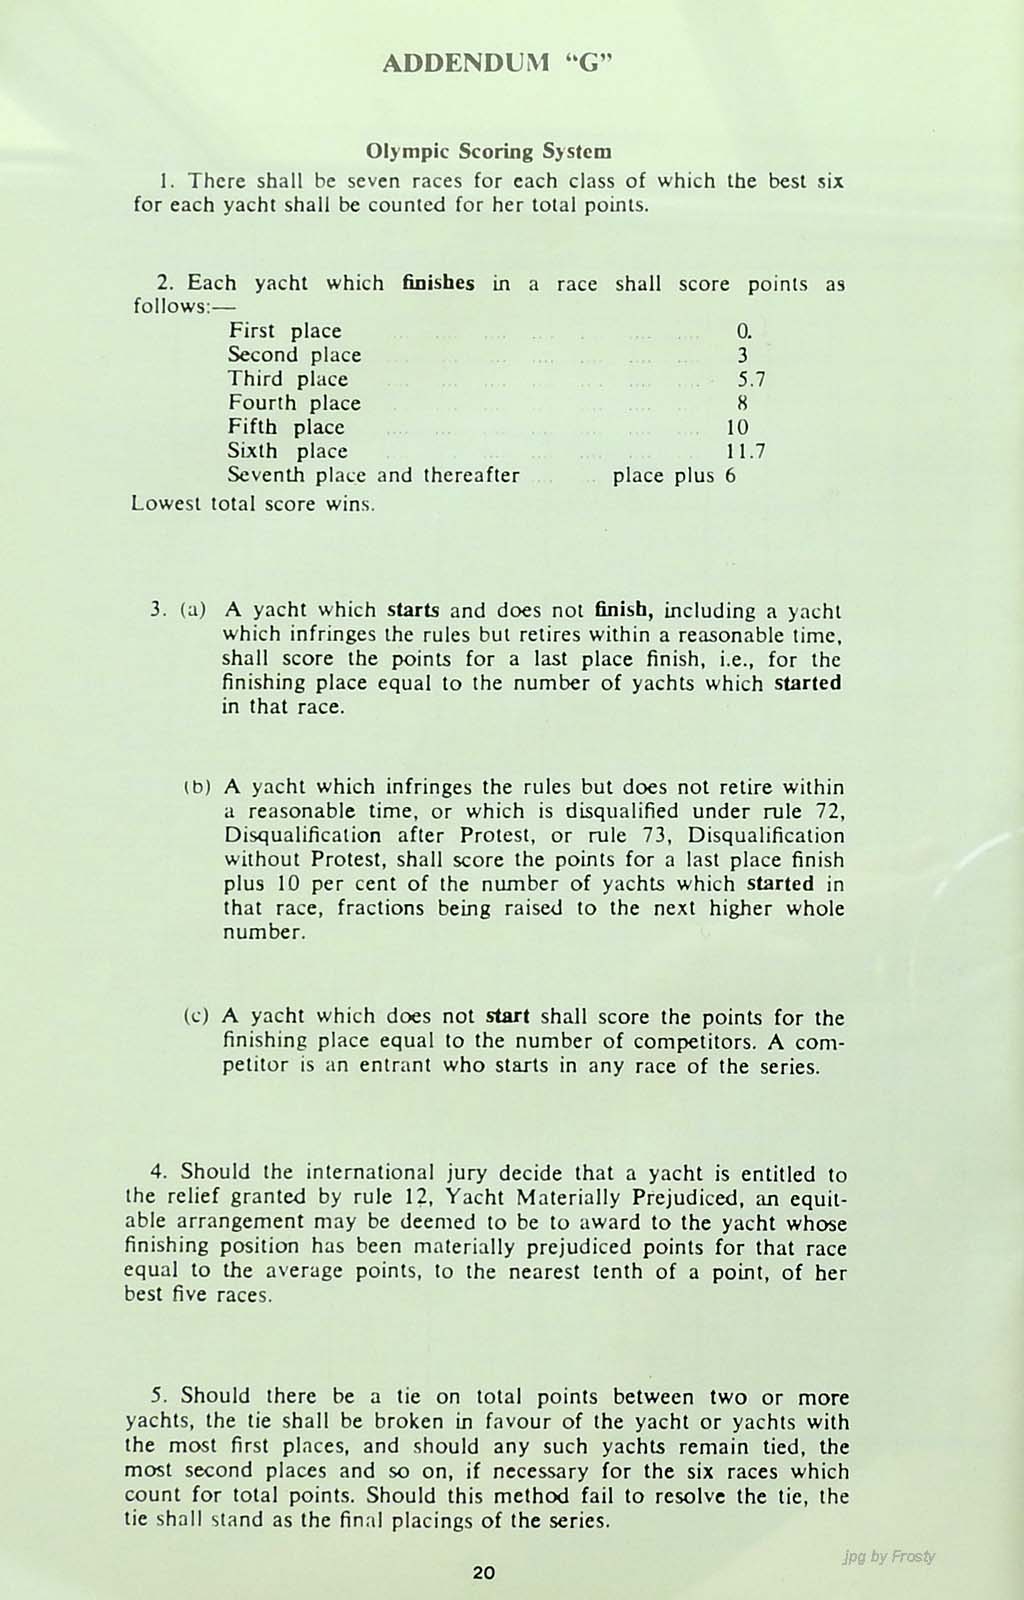 ADDENDUM “G”
Olympic Scoring System
1. There shall be seven races for each class of which the best six
for each yacht shall be counted for her total points.
2. Each yacht which finishes in a race shall score points as
follows:—
First place 0.
Second place 3
Third place 5.7
Fourth place 8
Fifth place 10
Sixth place 11.7
Seventh place and thereafter place plus 6
Lowest total score wins.
3. (a) A yacht which starts and does not finish, including a yacht
which infringes the rules but retires within a reasonable time,
shall score the points for a last place finish, i.e., for the
finishing place equal to the number of yachts which started
in that race.
(b) A yacht which infringes the rules but does not retire within
a reasonable time, or which is disqualified under rule 72,
Disqualification after Protest, or rule 73, Disqualification
without Protest, shall score the points for a last place finish
plus 10 per cent of the number of yachts which started in
that race, fractions being raised to the next higher whole
number.
(c) A yacht which does not start shall score the points for the
finishing place equal to the number of competitors. A com-
petitor is an entrant who starts in any race of the series.
4. Should the international jury decide that a yacht is entitled to
the relief granted by rule 12, Yacht Materially Prejudiced, an equit-
able arrangement may be deemed to be to award to the yacht whose
finishing position has been materially prejudiced points for that race
equal to the average points, to the nearest tenth of a point, of her
best five races.
5. Should there be a tie on total points between two or more
yachts, the tie shall be broken in favour of the yacht or yachts with
the most first places, and should any such yachts remain tied, the
most second places and so on, if necessary for the six races which
count for total points. Should this method fail to resolve the tie, the
tie shall stand as the final placings of the series.
jpg by Frosty
20